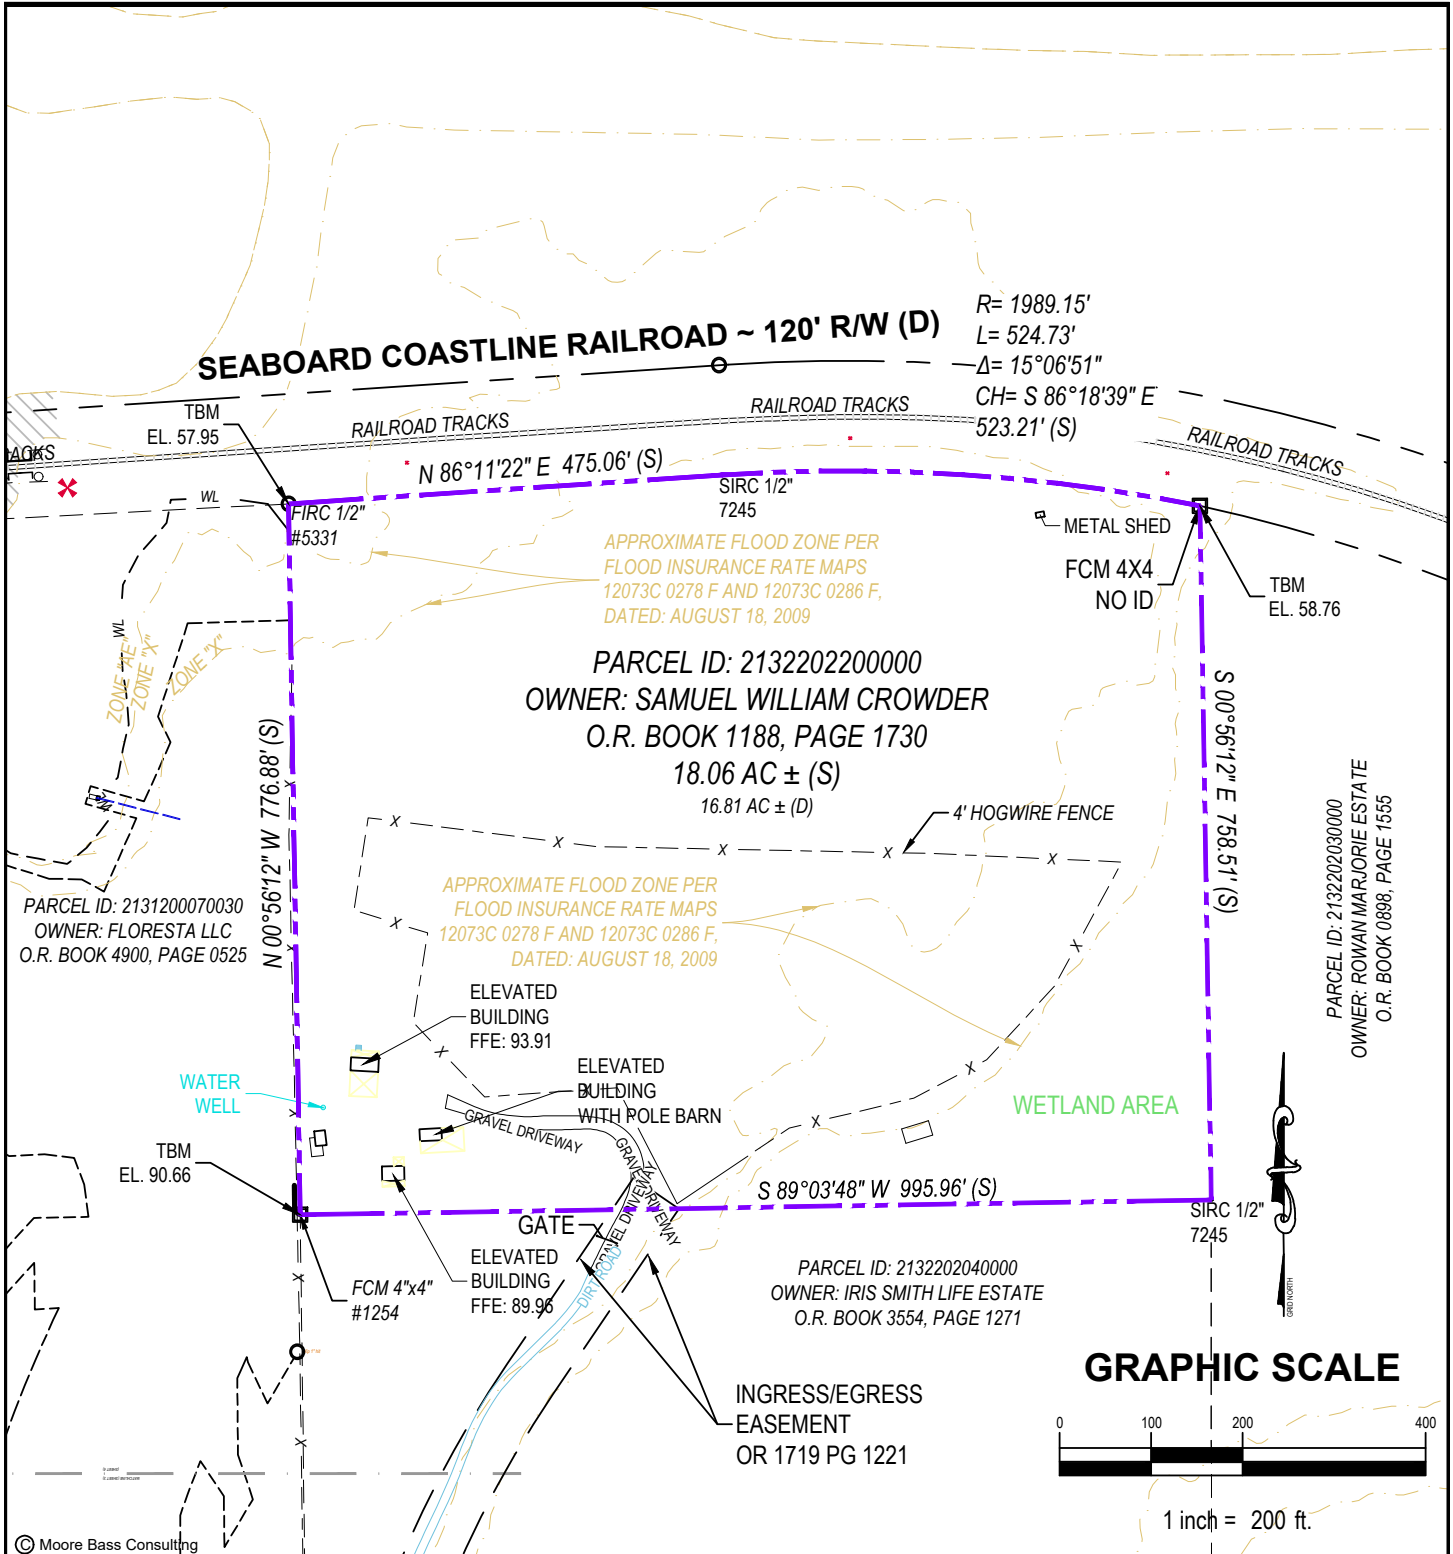 SEABOARD COASTLINE RAILROAD ~ 120' R/W (D)
R= 1989.15'
L= 524.73'
Δ= 15°06'51"
CH= S 86°18'39" E
523.21' (S)
TBM
EL. 57.95
RAILROAD TRACKS
RAILROAD TRACKS
RAILROAD TRACKS
ACKS
N 86°11'22" E 475.06' (S)
WL
FIRC 1/2"
#5331
SIRC 1/2"
7245
METAL SHED
FCM 4X4
NO ID
TBM
EL. 58.76
APPROXIMATE FLOOD ZONE PER
FLOOD INSURANCE RATE MAPS
12073C 0278 F AND 12073C 0286 F,
DATED: AUGUST 18, 2009
WL
ZONE "AE"
ZONE "X"
ZONE "X"
PARCEL ID: 2132202200000
OWNER: SAMUEL WILLIAM CROWDER
O.R. BOOK 1188, PAGE 1730
18.06 AC ± (S)
16.81 AC ± (D)
N 00°56'12" W 776.88' (S)
S 00°56'12" E 758.51' (S)
PARCEL ID: 2132202030000
OWNER: ROWAN MARJORIE ESTATE
O.R. BOOK 0898, PAGE 1555
4' HOGWIRE FENCE
X X X X X
PARCEL ID: 2131200070030
OWNER: FLORESTA LLC
O.R. BOOK 4900, PAGE 0525
APPROXIMATE FLOOD ZONE PER
FLOOD INSURANCE RATE MAPS
12073C 0278 F AND 12073C 0286 F,
DATED: AUGUST 18, 2009
ELEVATED
BUILDING
FFE: 93.91
ELEVATED
BUILDING
WITH POLE BARN
WATER
WELL
GRAVEL DRIVEWAY
GRAVEL DRIVEWAY
GRAVEL DRIVEWAY
WETLAND AREA
TBM
EL. 90.66
S 89°03'48" W 995.96' (S)
SIRC 1/2"
7245
GATE
DIRT ROAD
ELEVATED
BUILDING
FFE: 89.96
FCM 4"x4"
#1254
PARCEL ID: 2132202040000
OWNER: IRIS SMITH LIFE ESTATE
O.R. BOOK 3554, PAGE 1271
GRID NORTH
INGRESS/EGRESS
EASEMENT
OR 1719 PG 1221
GRAPHIC SCALE
0 100 200 400
1 inch = 200 ft.
© Moore Bass Consulting